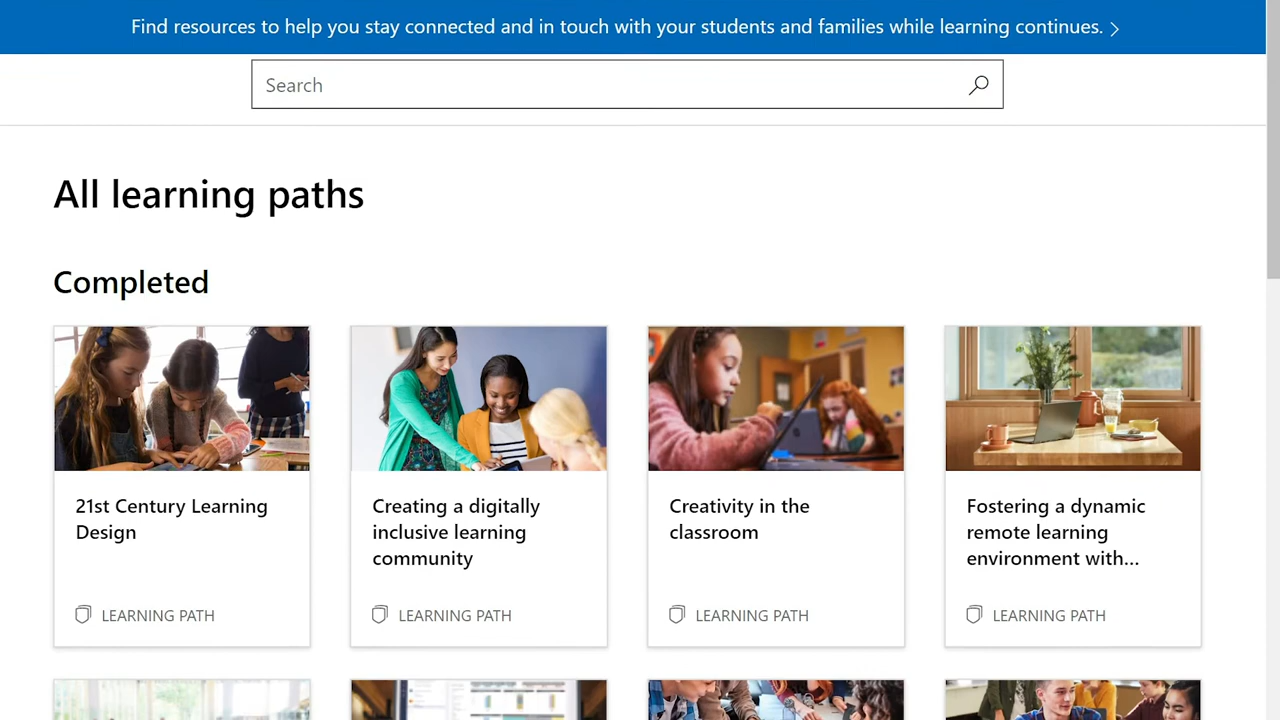 Find resources to help you stay connected and in touch with your students and families while learning continues.
Search
All learning paths
Completed
21st Century Learning
Design
LEARNING PATH
Creating a digitally
inclusive learning
community
LEARNING PATH
Creativity in the
classroom
LEARNING PATH
Fostering a dynamic
remote learning
environment with...
LEARNING PATH